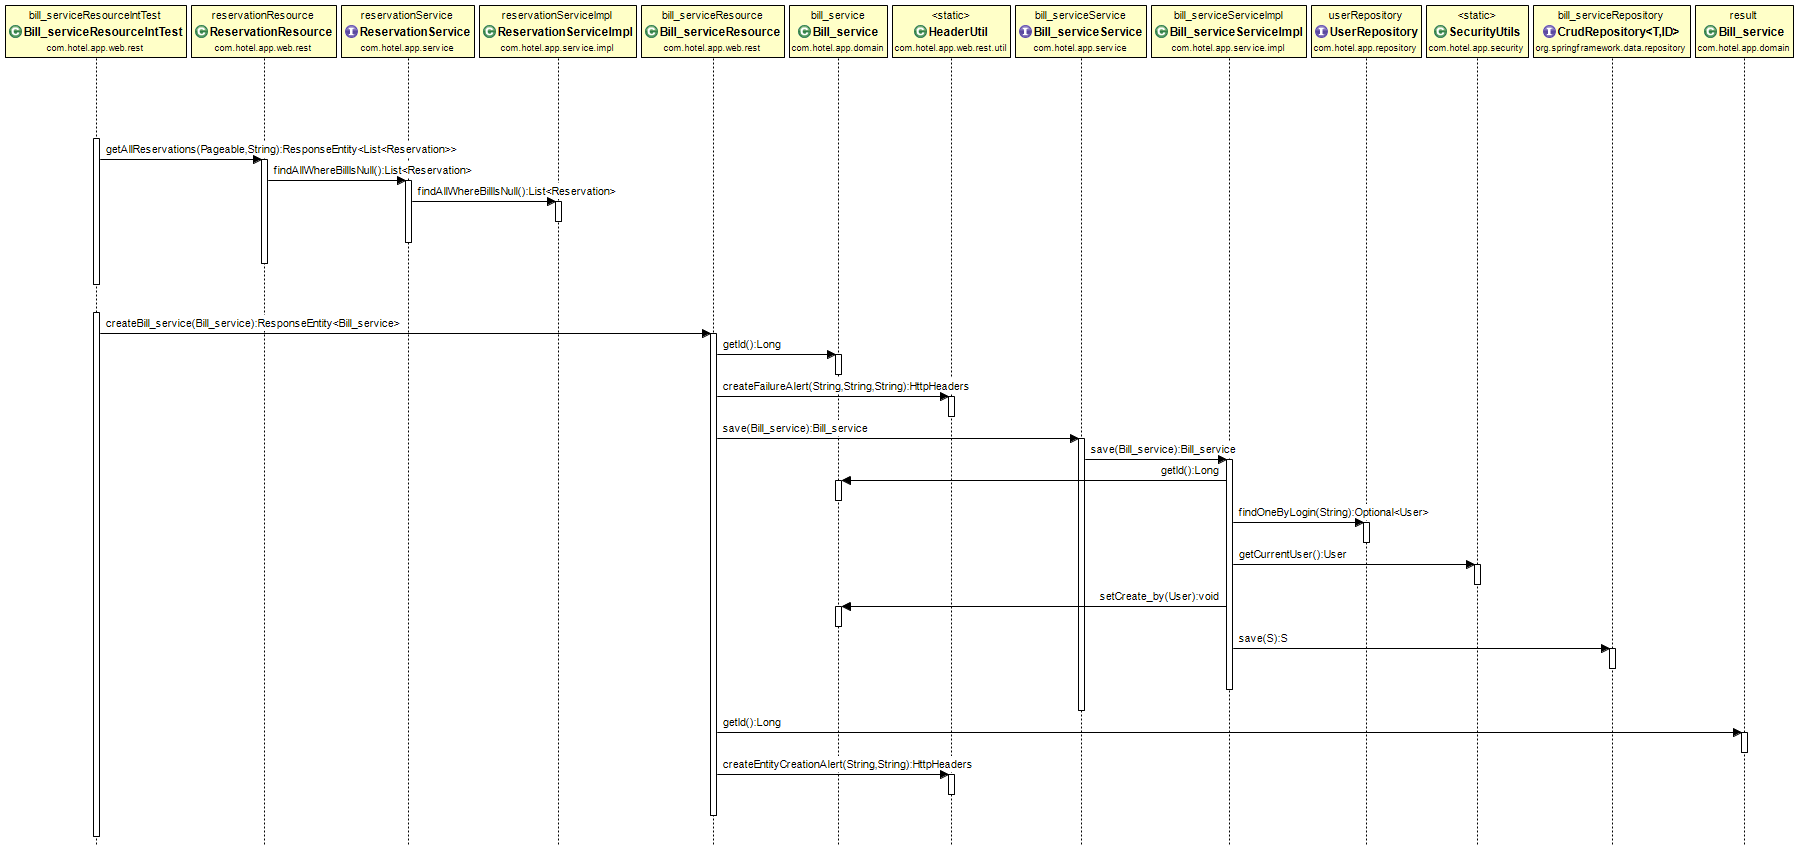 bill_serviceResourceIntTest
Bill_serviceResourceIntTest
com.hotel.app.web.rest
reservationResource
ReservationResource
com.hotel.app.web.rest
reservationService
ReservationService
com.hotel.app.service
reservationServiceImpl
ReservationServiceImpl
com.hotel.app.service.impl
bill_serviceResource
Bill_serviceResource
com.hotel.app.web.rest
bill_service
Bill_service
com.hotel.app.domain
<static>
HeaderUtil
com.hotel.app.web.rest.util
bill_serviceService
Bill_serviceService
com.hotel.app.service
bill_serviceServiceImpl
Bill_serviceServiceImpl
com.hotel.app.service.impl
userRepository
UserRepository
com.hotel.app.repository
<static>
SecurityUtils
com.hotel.app.security
bill_serviceRepository
CrudRepository<T,ID>
org.springframework.data.repository
result
Bill_service
com.hotel.app.domain
getAllReservations(Pageable,String):ResponseEntity<List<Reservation>>
findAllWhereBillIsNull():List<Reservation>
findAllWhereBillIsNull():List<Reservation>
createBill_service(Bill_service):ResponseEntity<Bill_service>
getId():Long
createFailureAlert(String,String,String):HttpHeaders
save(Bill_service):Bill_service
save(Bill_service):Bill_service
getId():Long
findOneByLogin(String):Optional<User>
getCurrentUser():User
setCreate_by(User):void
save(S):S
getId():Long
createEntityCreationAlert(String,String):HttpHeaders